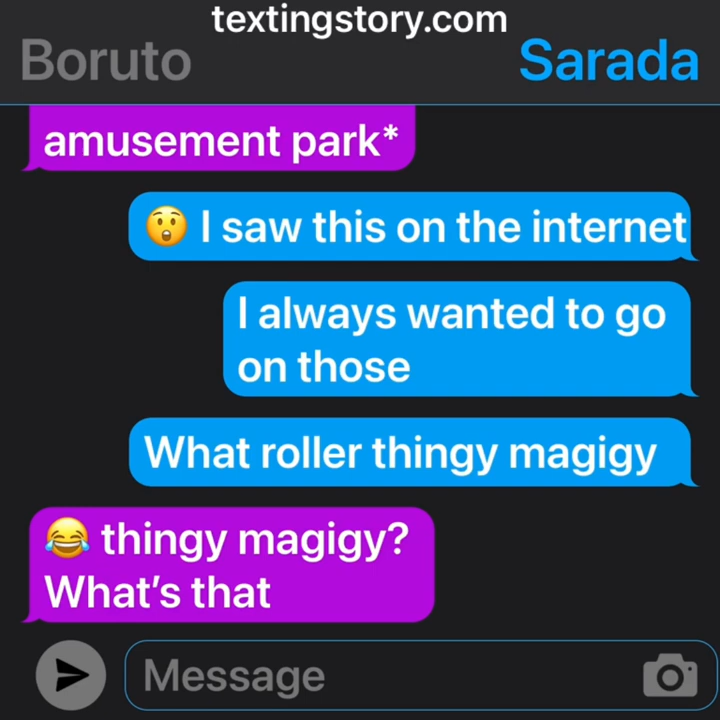 textingstory.com
Boruto
Sarada
amusement park*
😲 I saw this on the internet
I always wanted to go
on those
What roller thingy magigy
😂 thingy magigy?
What's that
Message